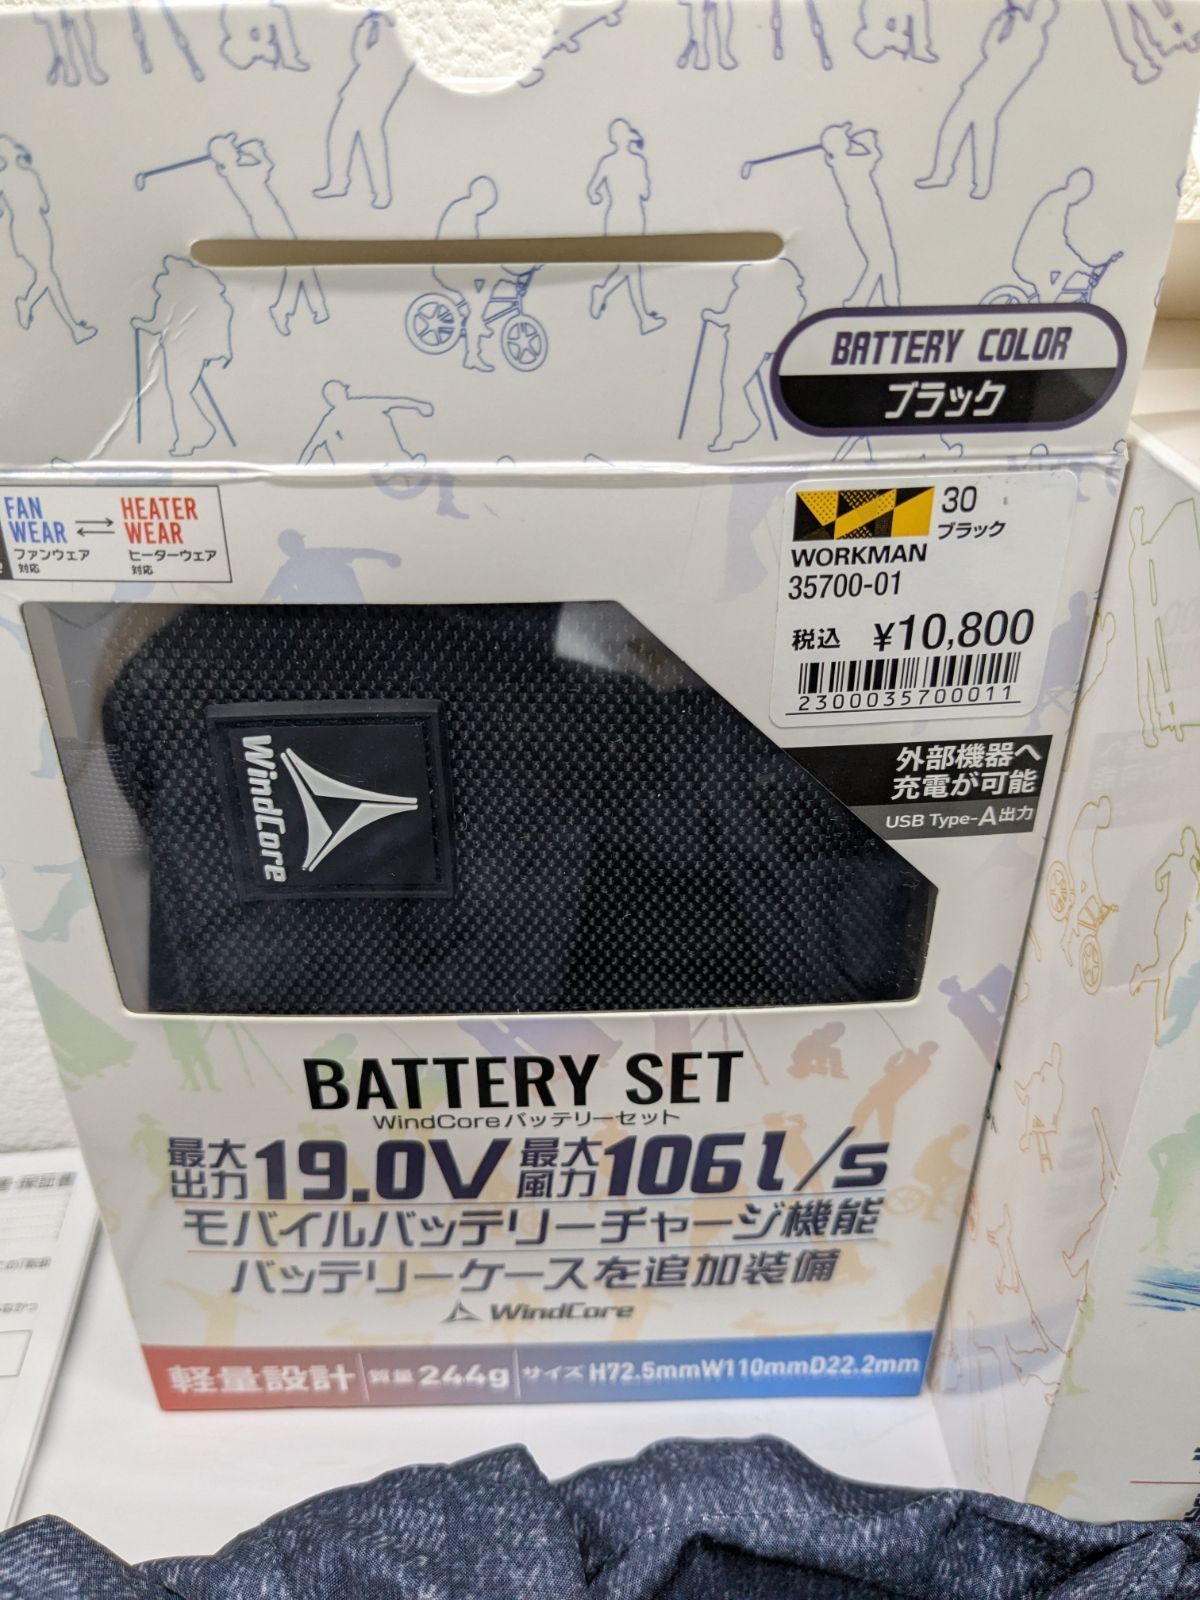 BATTERY COLOR
ブラック
FAN WEAR
ファンウェア
対応
HEATER WEAR
ヒーターウェア
対応
30
ブラック
WORKMAN
35700-01
税込 ¥10,800
2300035700011
外部機器へ
充電が可能
USB Type-A出力
WindCore
BATTERY SET
WindCoreバッテリーセット
最大出力19.0V 最大風力106l/s
モバイルバッテリーチャージ機能
バッテリーケースを追加装備
WindCore
軽量設計 質量 244g サイズ H72.5mmW110mmD22.2mm